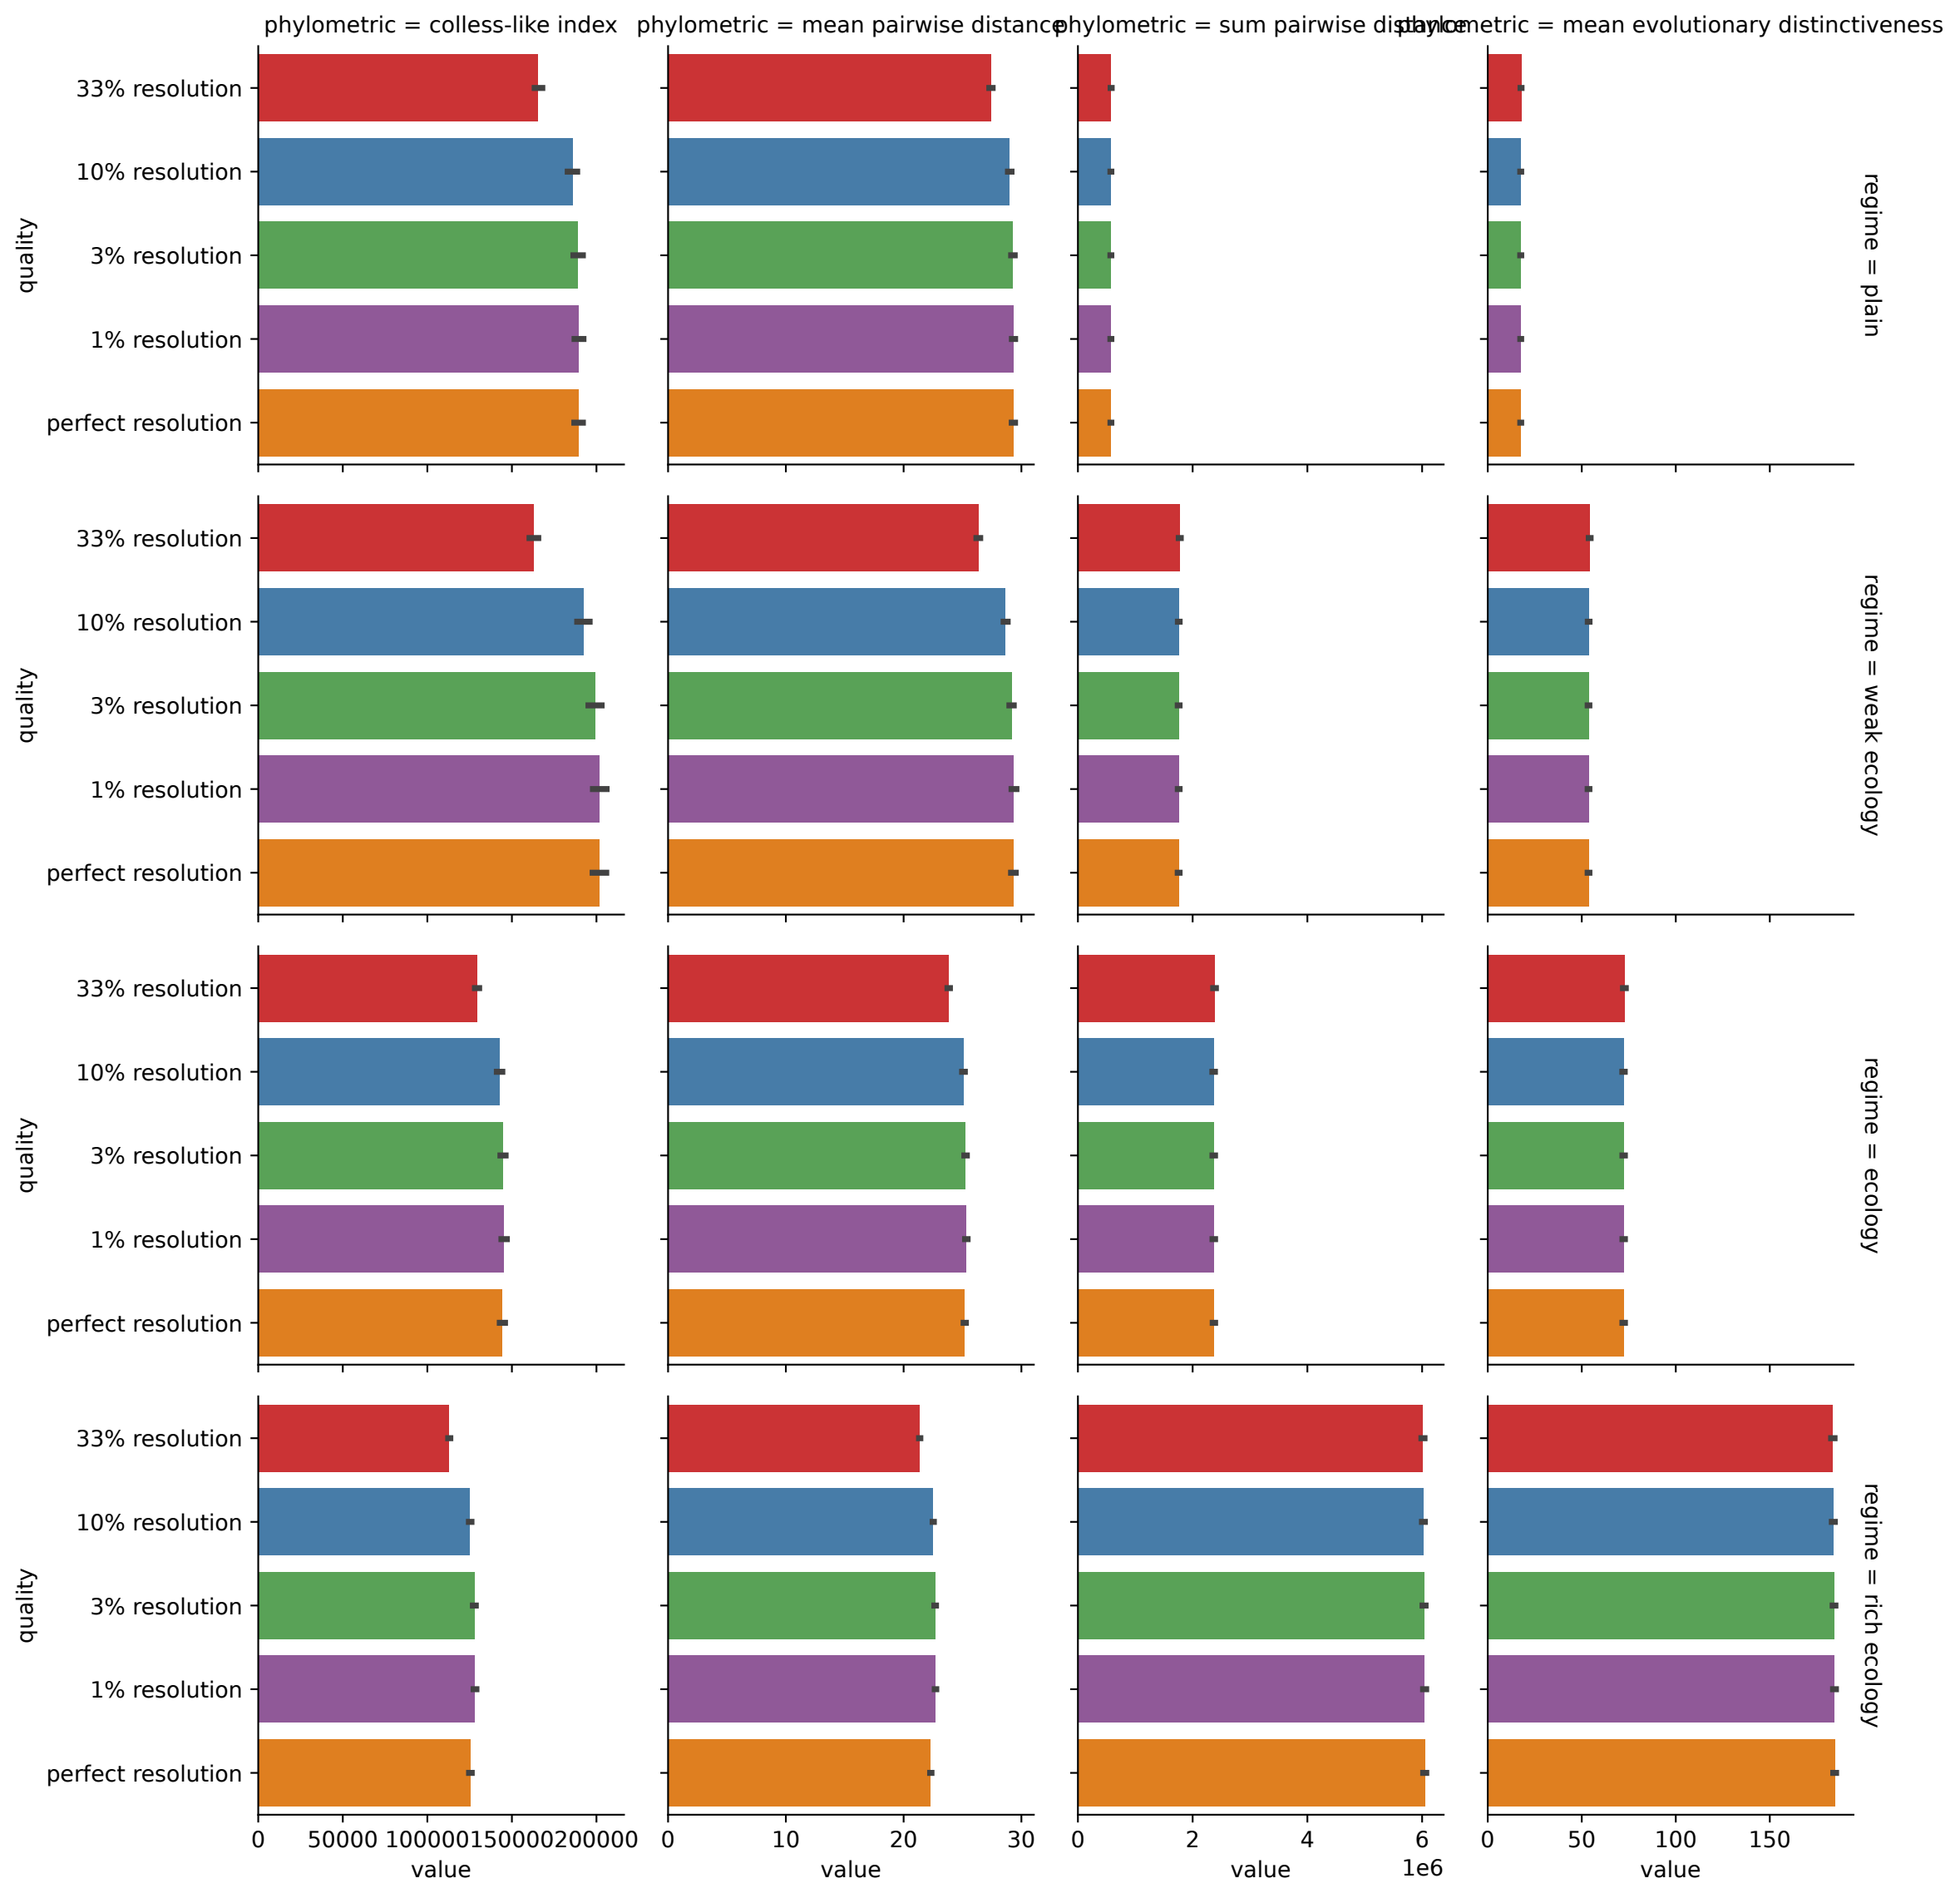 phylometric = colless-like index
phylometric = mean pairwise distance
phylometric = sum pairwise distance
phylometric = mean evolutionary distinctiveness
quality
33% resolution
10% resolution
3% resolution
1% resolution
perfect resolution
regime = plain
quality
33% resolution
10% resolution
3% resolution
1% resolution
perfect resolution
regime = weak ecology
quality
33% resolution
10% resolution
3% resolution
1% resolution
perfect resolution
regime = ecology
quality
33% resolution
10% resolution
3% resolution
1% resolution
perfect resolution
regime = rich ecology
0 50000 100000 150000 200000
value
0 10 20 30
value
0 2 4 6
1e6
value
0 50 100 150
value